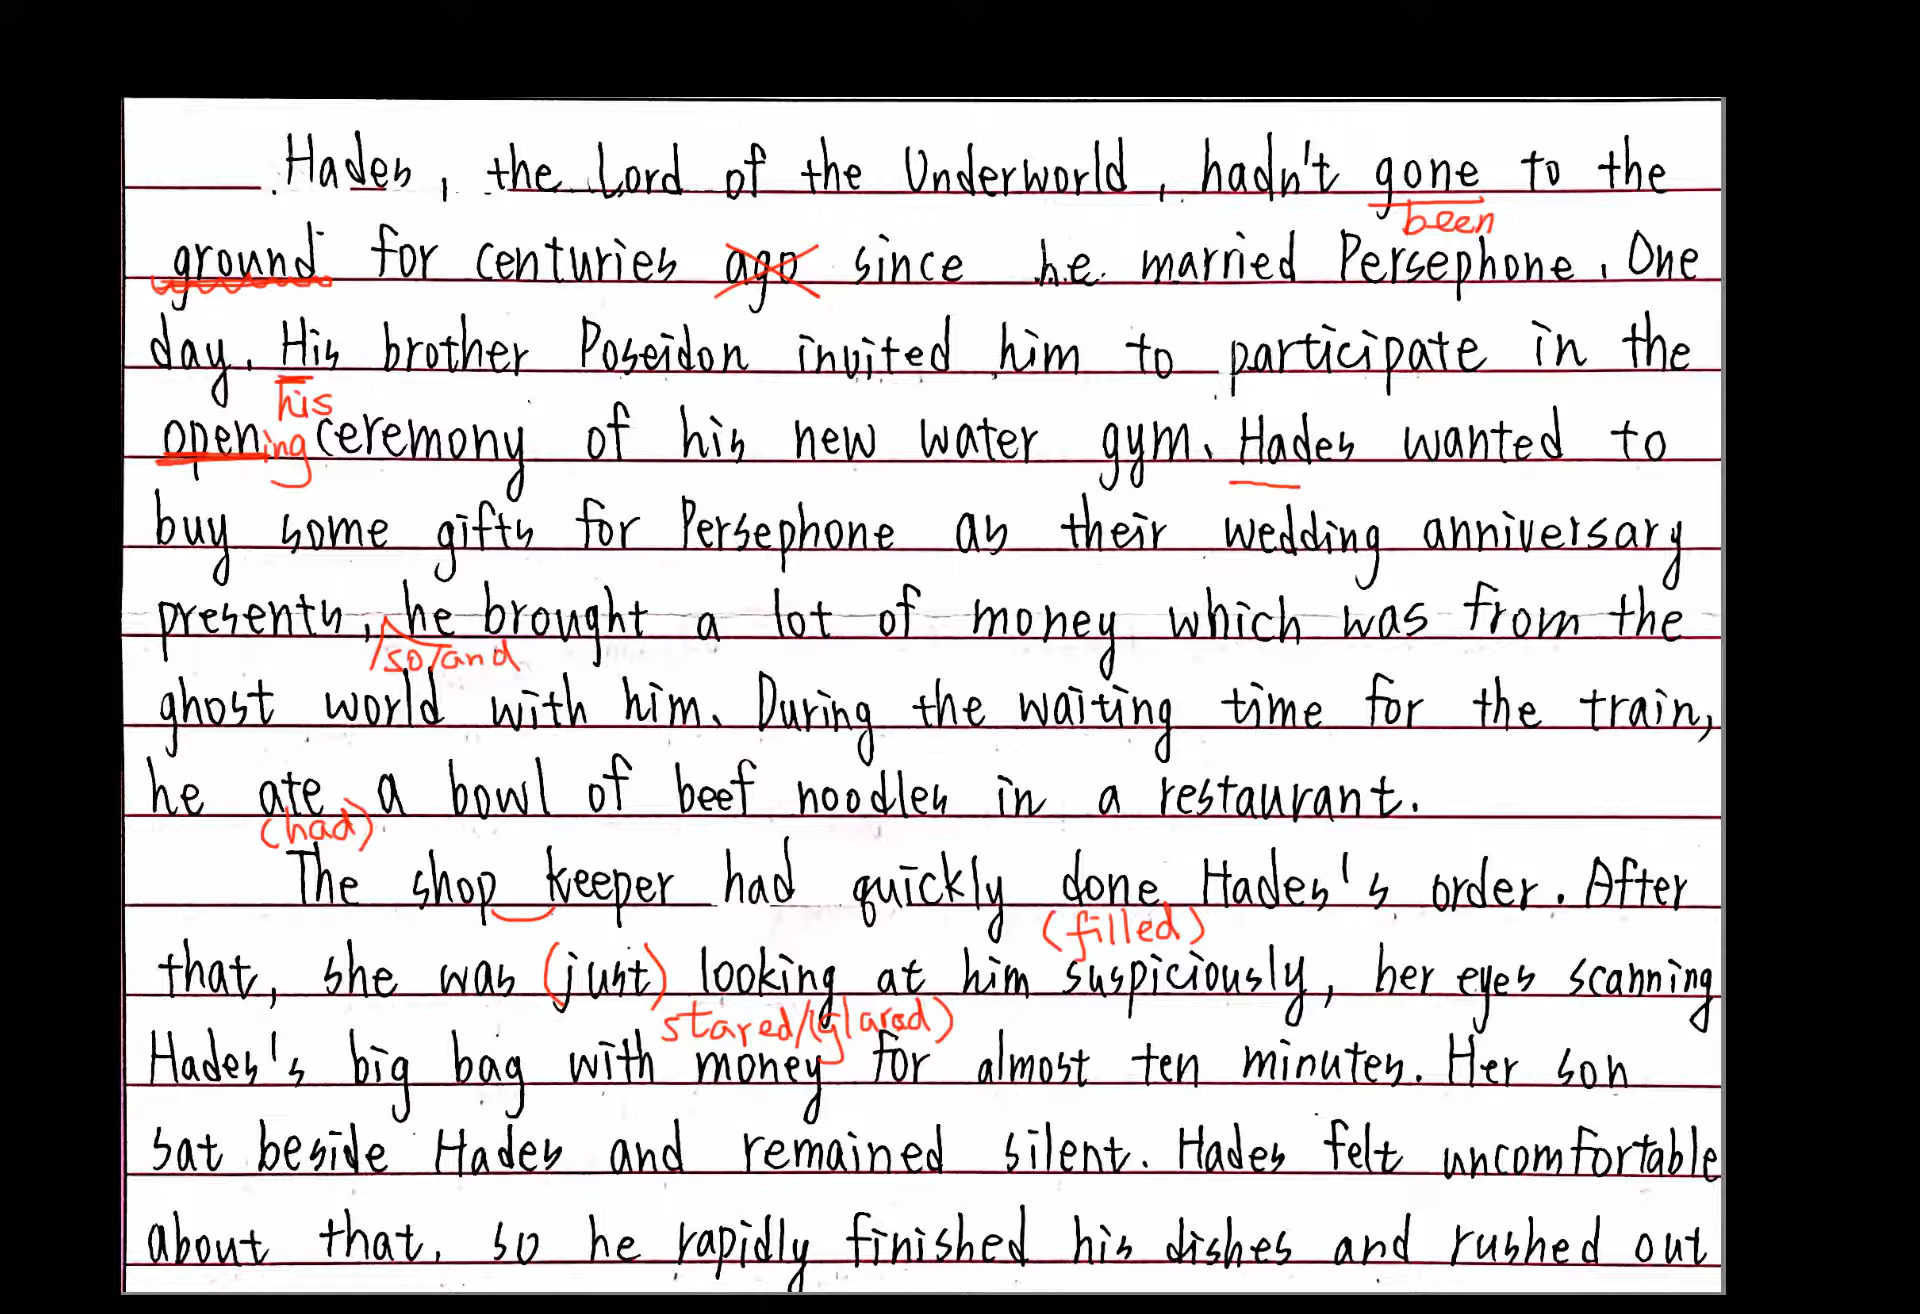 Hades, the Lord of the Underworld, hadn't gone to the
been
ground for centuries ago since he married Persephone. One
day. His brother Poseidon invited him to participate in the
his
opening ceremony of his new water gym. Hades wanted to
buy some gifts for Persephone as their wedding anniversary
presents, he brought a lot of money which was from the
so/and
ghost world with him. During the waiting time for the train,
he ate a bowl of beef noodles in a restaurant.
(had)
The shop keeper had quickly done Hades's order. After
(filled)
that, she was (just) looking at him suspiciously, her eyes scanning
stared/(glared)
Hades's big bag with money for almost ten minutes. Her son
sat beside Hades and remained silent. Hades felt uncomfortable
about that, so he rapidly finished his dishes and rushed out